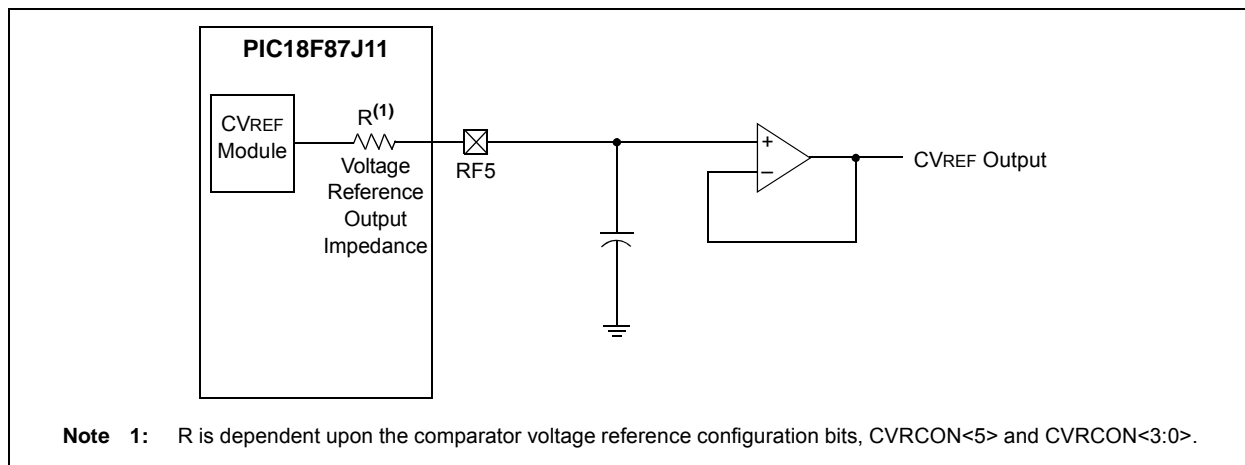 PIC18F87J11
CVREF
Module
R(1)
Voltage
Reference
Output
Impedance
RF5
+
–
CVREF Output
Note 1: R is dependent upon the comparator voltage reference configuration bits, CVRCON<5> and CVRCON<3:0>.